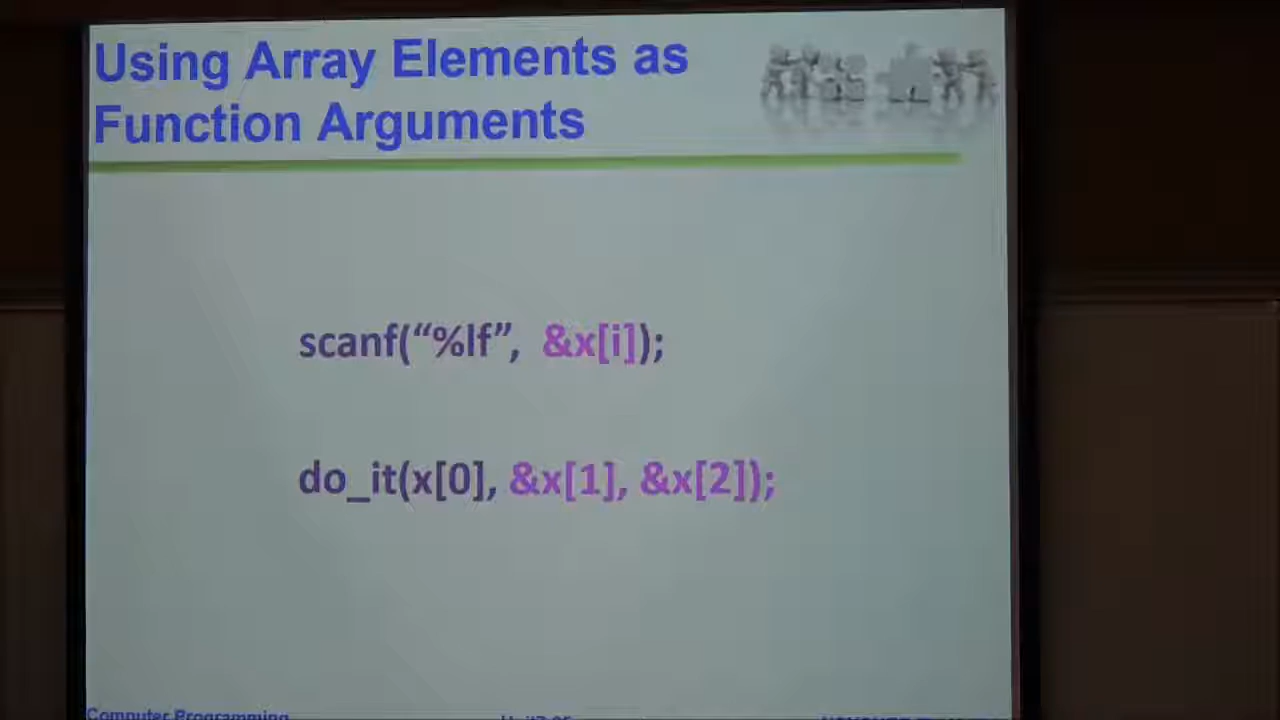 Using Array Elements as
Function Arguments
scanf(“%lf”, &x[i]);
do_it(x[0], &x[1], &x[2]);
Computer Programming